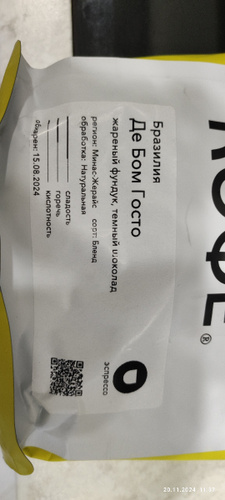 КОФЕ®
Бразилия
Де Бом Госто
жареный фундук, темный шоколад
регион: Минас-Жерайс сорт: Бленд
обработка: Натуральная
сладость
горечь
кислотность
обжарен: 15.08.2024
эспрессо
09.11.2024